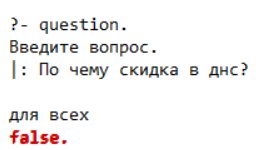 ?- question.
Введите вопрос.
|: По чему скидка в днс?
для всех
false.